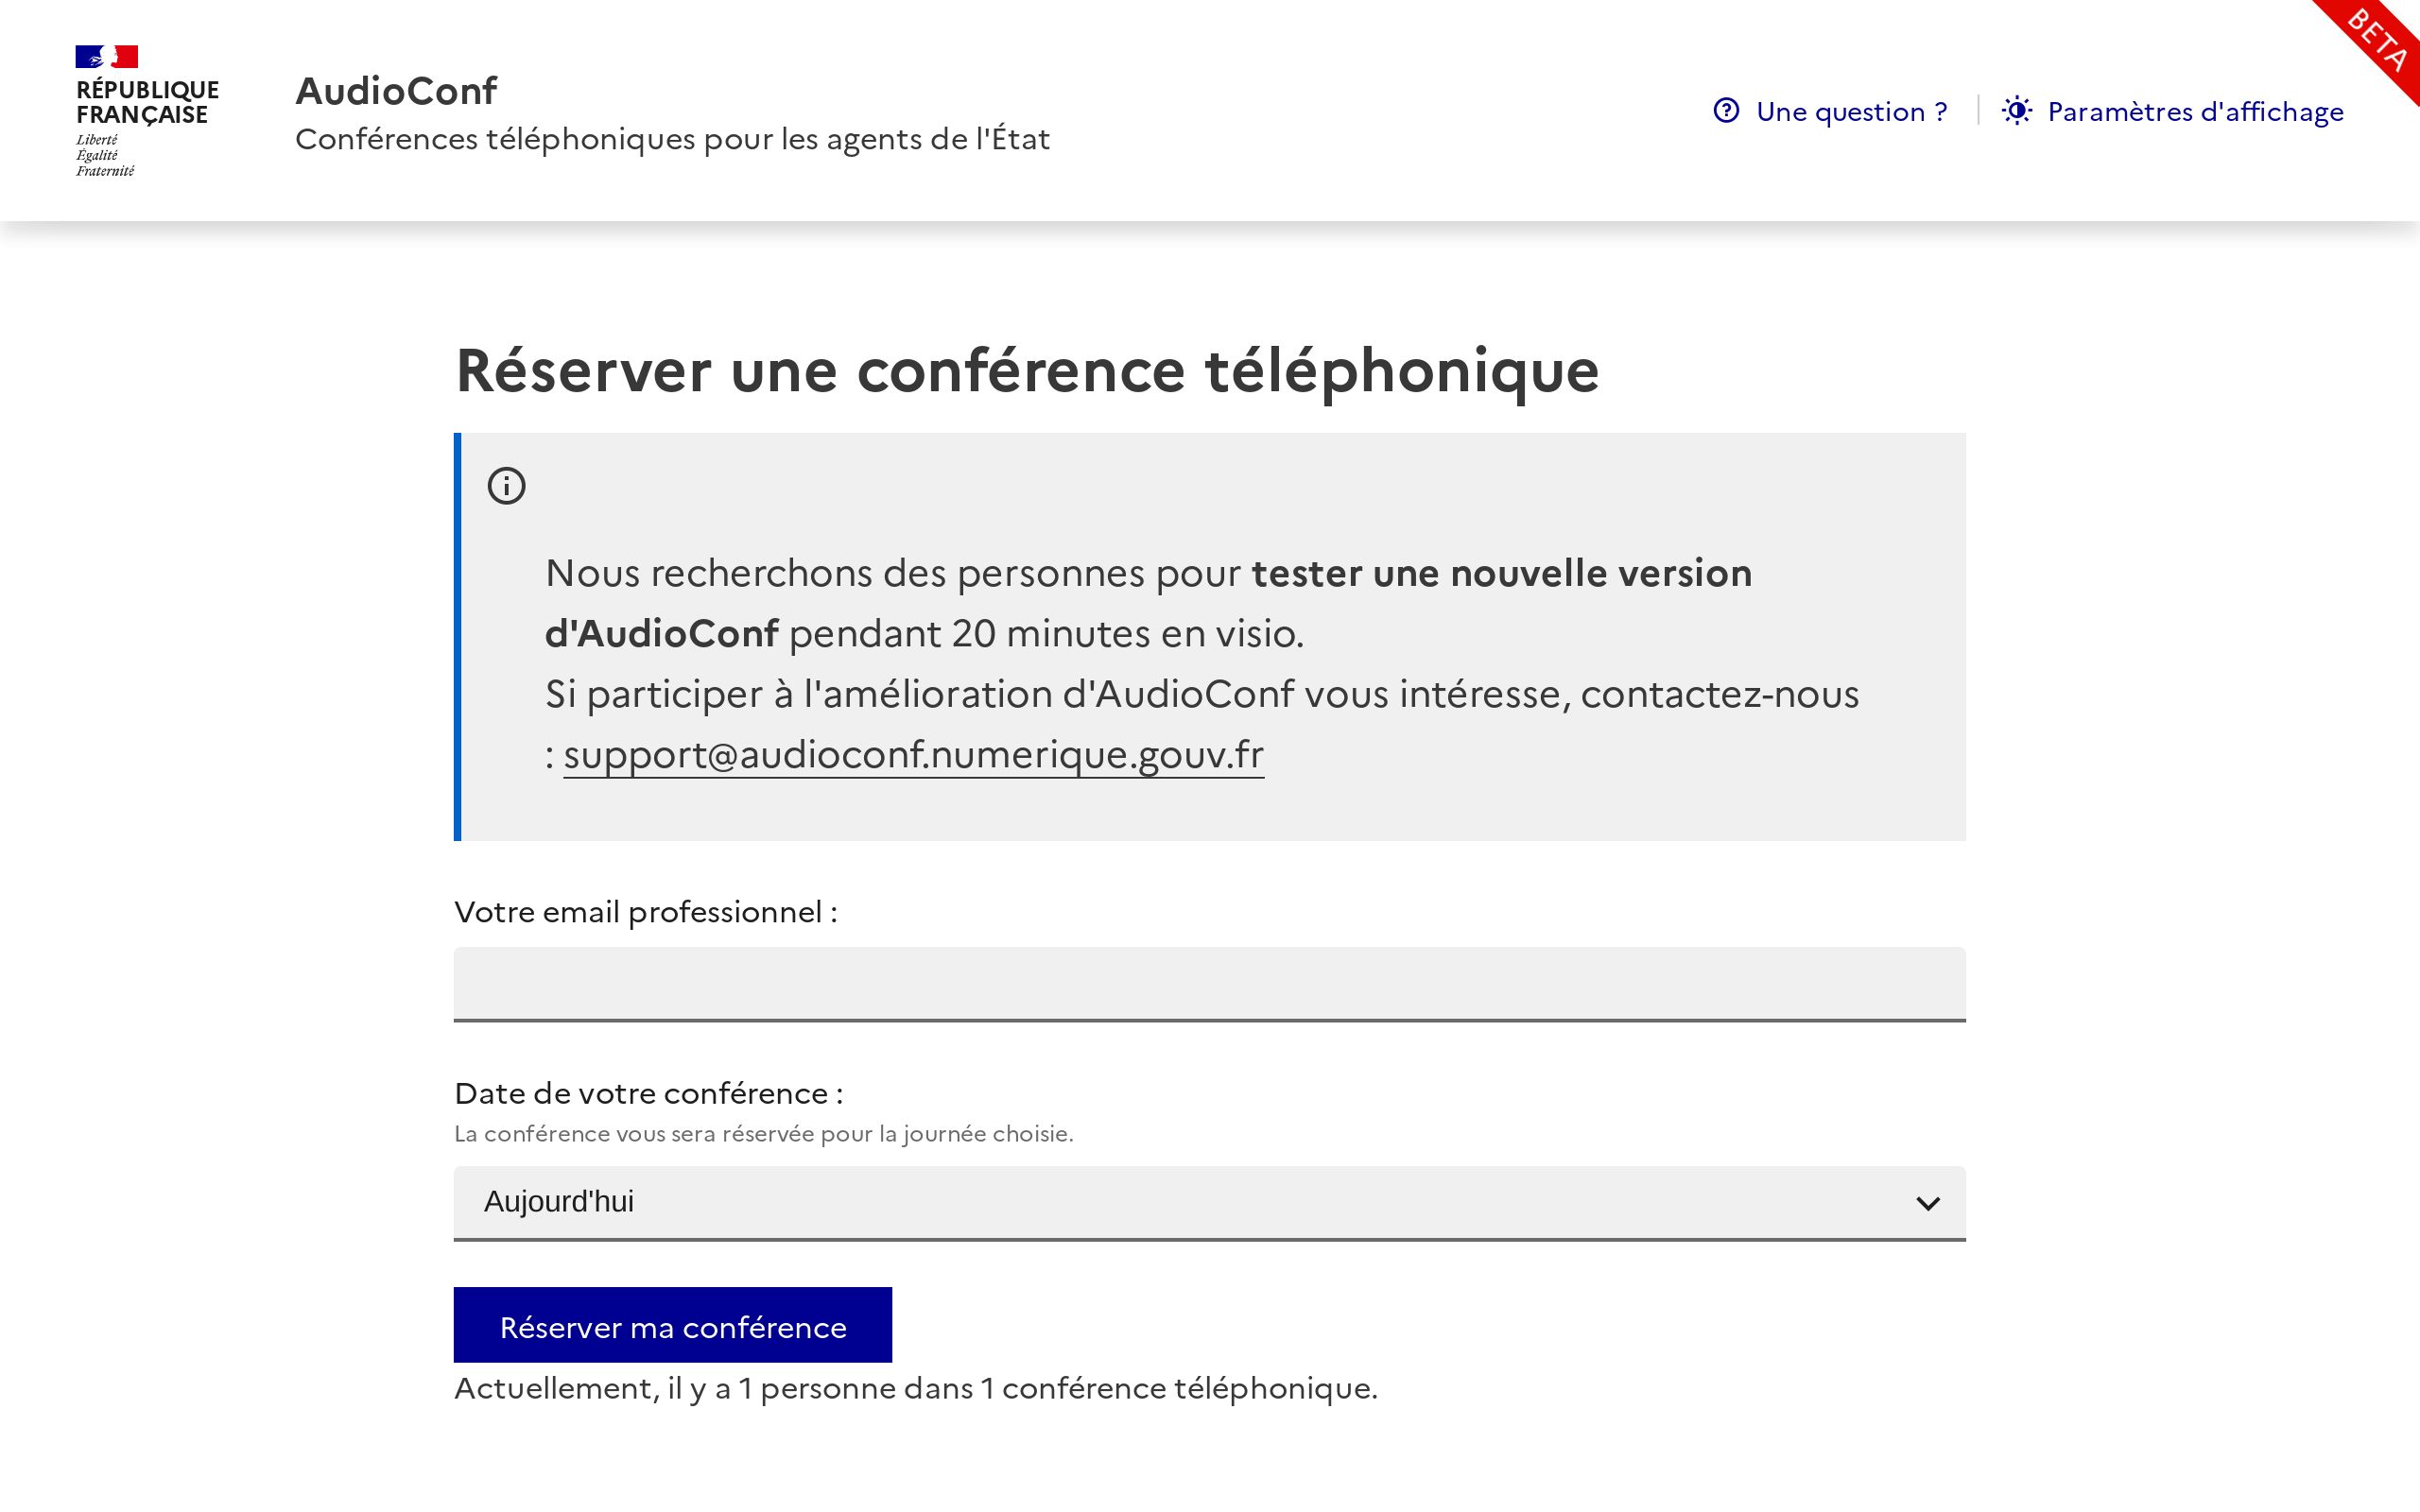 BETA
RÉPUBLIQUE
FRANÇAISE
Liberté
Égalité
Fraternité
AudioConf
Conférences téléphoniques pour les agents de l'État
Une question ?
Paramètres d'affichage
Réserver une conférence téléphonique
Nous recherchons des personnes pour tester une nouvelle version
d'AudioConf pendant 20 minutes en visio.
Si participer à l'amélioration d'AudioConf vous intéresse, contactez-nous
: support@audioconf.numerique.gouv.fr
Votre email professionnel :
Date de votre conférence :
La conférence vous sera réservée pour la journée choisie.
Aujourd'hui
Réserver ma conférence
Actuellement, il y a 1 personne dans 1 conférence téléphonique.